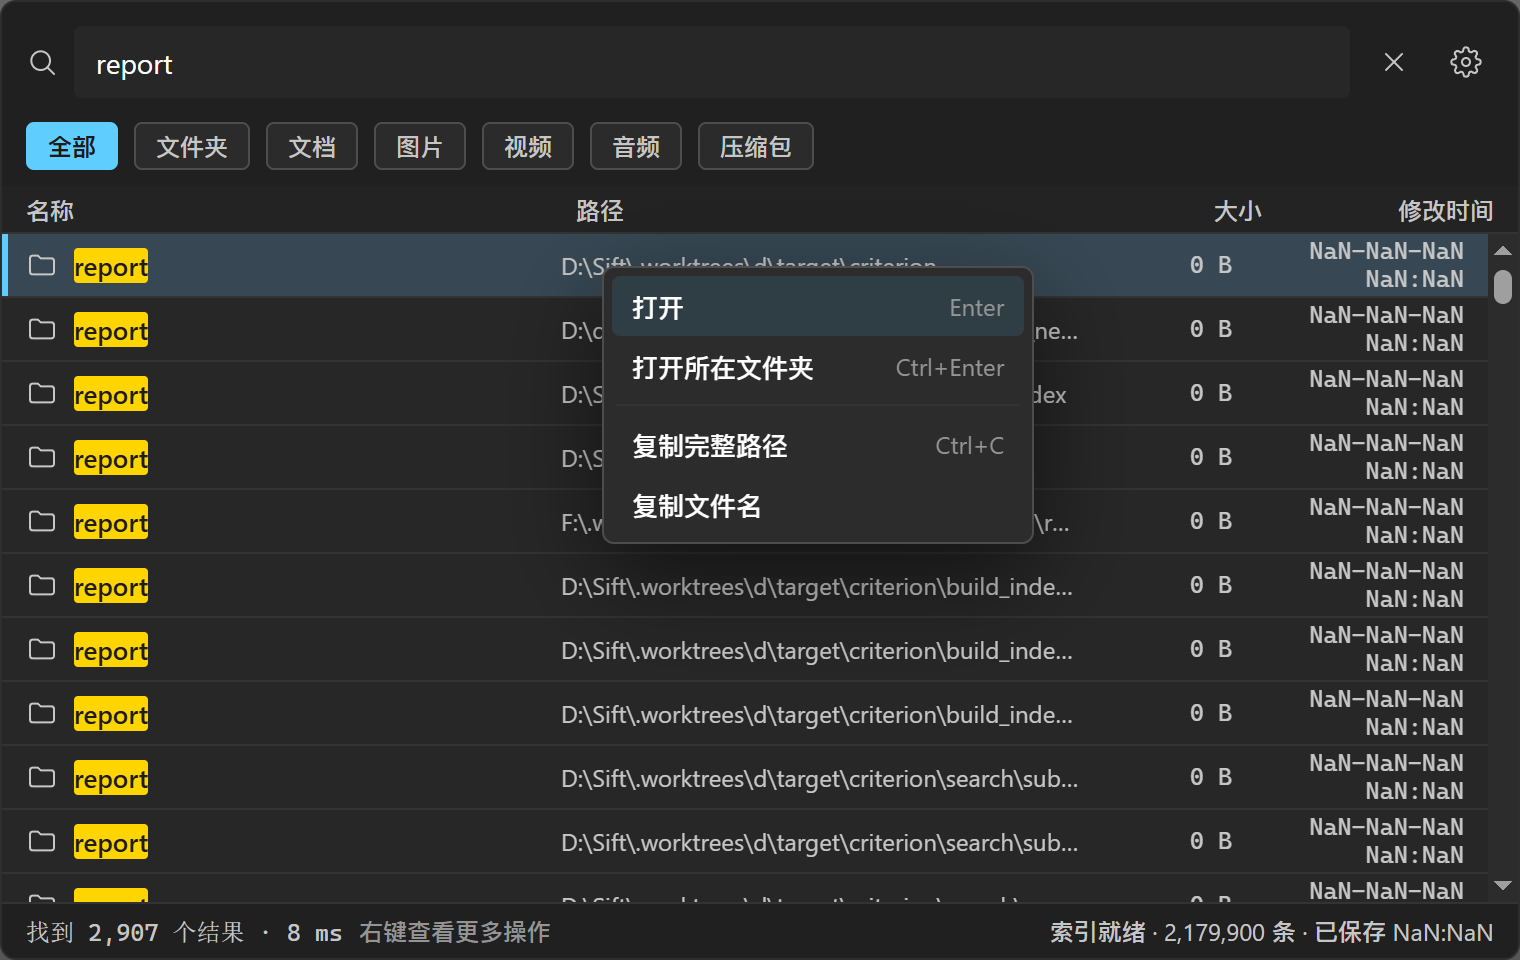 report
全部 文件夹 文档 图片 视频 音频 压缩包
名称 路径 大小 修改时间
report D:\Sift\.worktrees\d\target\criterion 0 B NaN-NaN-NaN NaN:NaN
report D:\ ne... 0 B NaN-NaN-NaN NaN:NaN
report D:\S dex 0 B NaN-NaN-NaN NaN:NaN
report D:\S 0 B NaN-NaN-NaN NaN:NaN
report F:\.w \r... 0 B NaN-NaN-NaN NaN:NaN
report D:\Sift\.worktrees\d\target\criterion\build_inde... 0 B NaN-NaN-NaN NaN:NaN
report D:\Sift\.worktrees\d\target\criterion\build_inde... 0 B NaN-NaN-NaN NaN:NaN
report D:\Sift\.worktrees\d\target\criterion\build_inde... 0 B NaN-NaN-NaN NaN:NaN
report D:\Sift\.worktrees\d\target\criterion\search\sub... 0 B NaN-NaN-NaN NaN:NaN
report D:\Sift\.worktrees\d\target\criterion\search\sub... 0 B NaN-NaN-NaN NaN:NaN
NaN-NaN-NaN
打开 Enter
打开所在文件夹 Ctrl+Enter
复制完整路径 Ctrl+C
复制文件名
找到 2,907 个结果 · 8 ms 右键查看更多操作 索引就绪 · 2,179,900 条 · 已保存 NaN:NaN